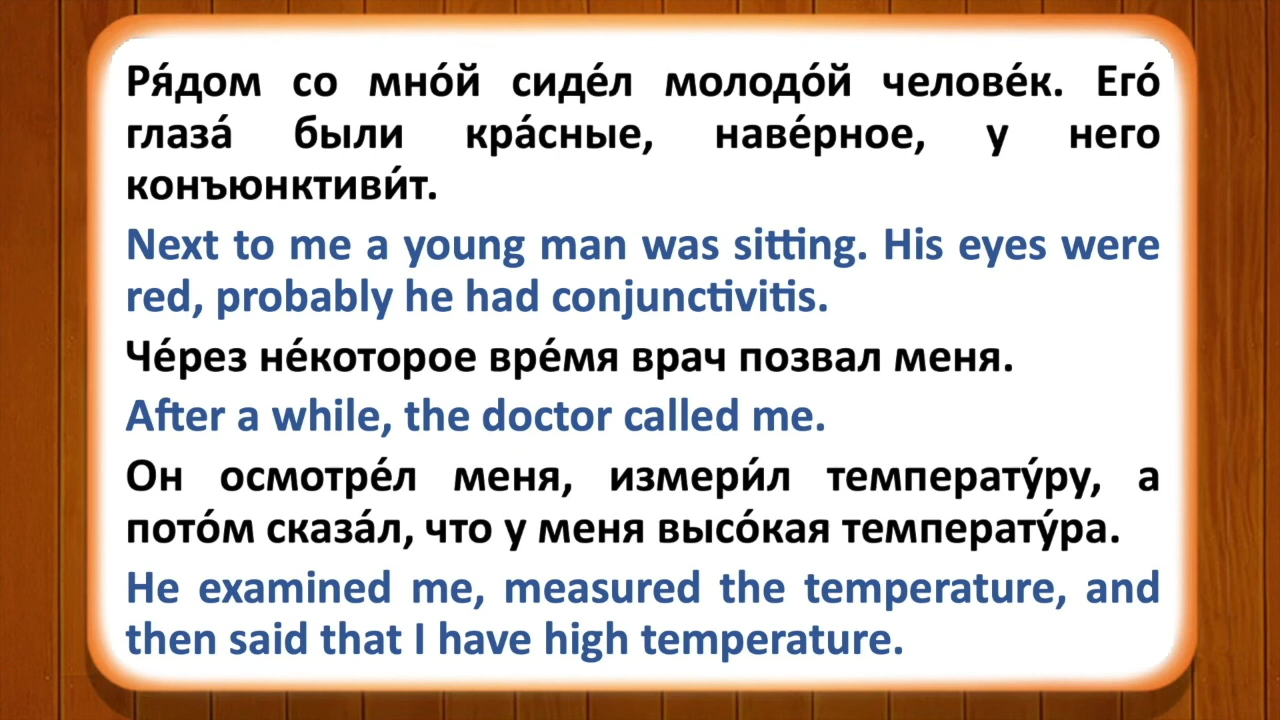 Ря́дом со мно́й сиде́л молодо́й челове́к. Его́
глаза́ были кра́сные, наве́рное, у него
конъюнктиви́т.
Next to me a young man was sitting. His eyes were
red, probably he had conjunctivitis.
Че́рез не́которое вре́мя врач позвал меня.
After a while, the doctor called me.
Он осмотре́л меня, измери́л температу́ру, а
пото́м сказа́л, что у меня высо́кая температу́ра.
He examined me, measured the temperature, and
then said that I have high temperature.